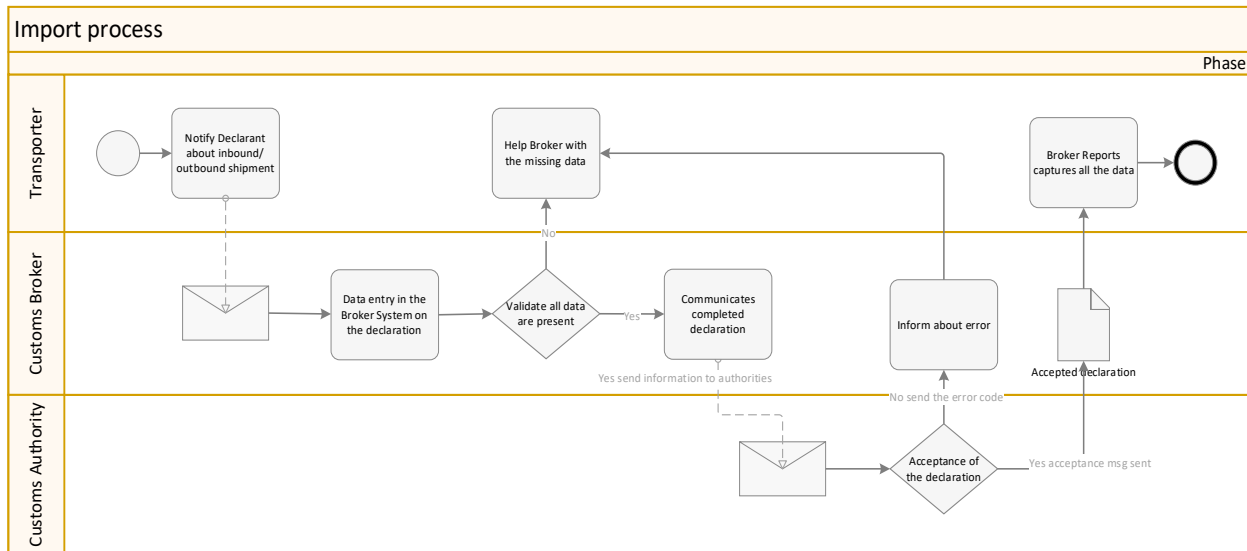 Import process
Phase
Transporter
Notify Declarant
about inbound/
outbound shipment
Help Broker with
the missing data
Broker Reports
captures all the data
No
Customs Broker
Data entry in the
Broker System on
the declaration
Validate all data
are present
Yes
Communicates
completed
declaration
Inform about error
Accepted declaration
Yes send information to authorities
No send the error code
Customs Authority
Acceptance of
the declaration
Yes acceptance msg sent